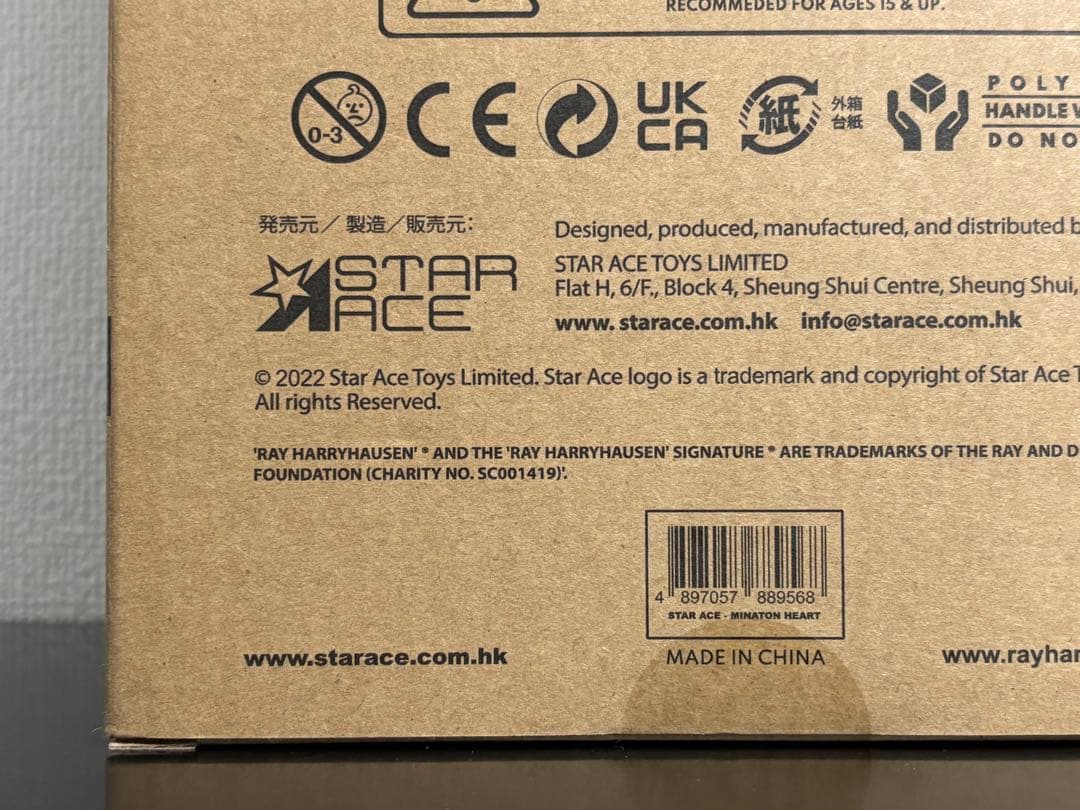 RECOMMEDED FOR AGES 15 & UP.
0-3
CE
UK
CA
紙
外箱
台紙
POLY
HANDLE
DO NO
発売元／製造／販売元:
STAR
ACE
Designed, produced, manufactured, and distributed b
STAR ACE TOYS LIMITED
Flat H, 6/F., Block 4, Sheung Shui Centre, Sheung Shui,
www. starace.com.hk info@starace.com.hk
© 2022 Star Ace Toys Limited. Star Ace logo is a trademark and copyright of Star Ace T
All rights Reserved.
'RAY HARRYHAUSEN' ® AND THE 'RAY HARRYHAUSEN' SIGNATURE ® ARE TRADEMARKS OF THE RAY AND D
FOUNDATION (CHARITY NO. SC001419)'.
4 897057 889568
STAR ACE - MINATON HEART
MADE IN CHINA
www.starace.com.hk
www.rayhar